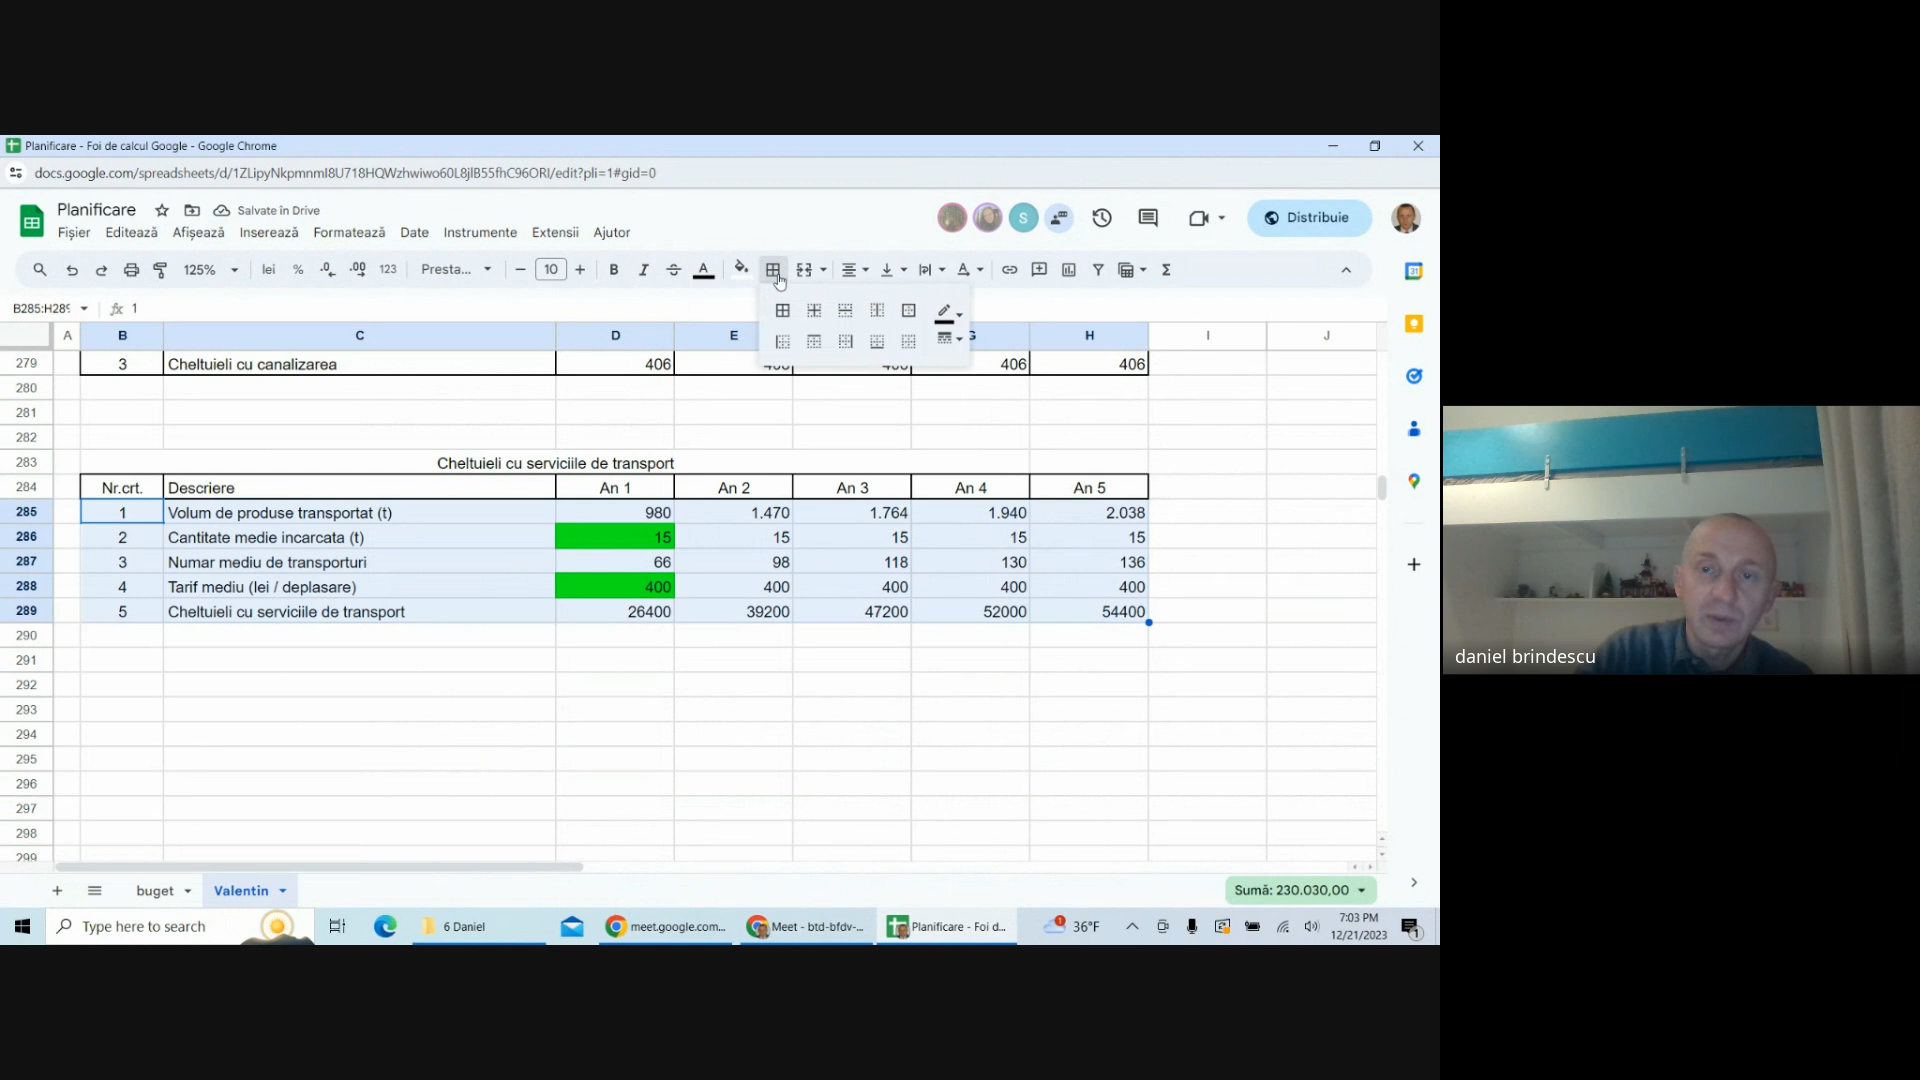 Planificare - Foi de calcul Google - Google Chrome
docs.google.com/spreadsheets/d/1ZLipyNkpmnmI8U718HQWzhwiwo60L8jlB55fhC96ORI/edit?pli=1#gid=0
Planificare
Salvate în Drive
S
Distribuie
Fișier Editează Afișează Inserează Formatează Date Instrumente Extensii Ajutor
125% lei % .0 .00 123 Presta... 10 B I A
B285:H289 fx 1
A B C D E G H I J
279 3 Cheltuieli cu canalizarea 406 406 406
280
281
282
283 Cheltuieli cu serviciile de transport
284 Nr.crt. Descriere An 1 An 2 An 3 An 4 An 5
285 1 Volum de produse transportat (t) 980 1.470 1.764 1.940 2.038
286 2 Cantitate medie incarcata (t) 15 15 15 15 15
287 3 Numar mediu de transporturi 66 98 118 130 136
288 4 Tarif mediu (lei / deplasare) 400 400 400 400 400
289 5 Cheltuieli cu serviciile de transport 26400 39200 47200 52000 54400
290
291
292
293
294
295
296
297
298
299
buget Valentin Sumă: 230.030,00
Type here to search 6 Daniel meet.google.com... Meet - btd-bfdv-... Planificare - Foi d... 1 36°F 7:03 PM
12/21/2023 1
daniel brindescu